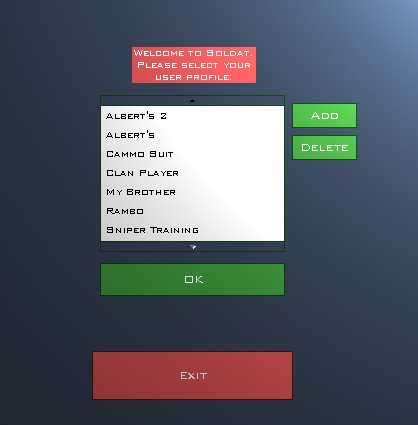 Welcome to Soldat.
Please select your
user profile:
Albert's 2
Add
Albert's
Delete
Cammo Suit
Clan Player
My Brother
Rambo
Sniper Training
OK
Exit